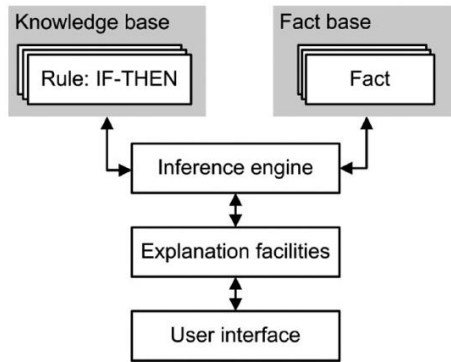 Knowledge base
Rule: IF-THEN
Fact base
Fact
Inference engine
Explanation facilities
User interface